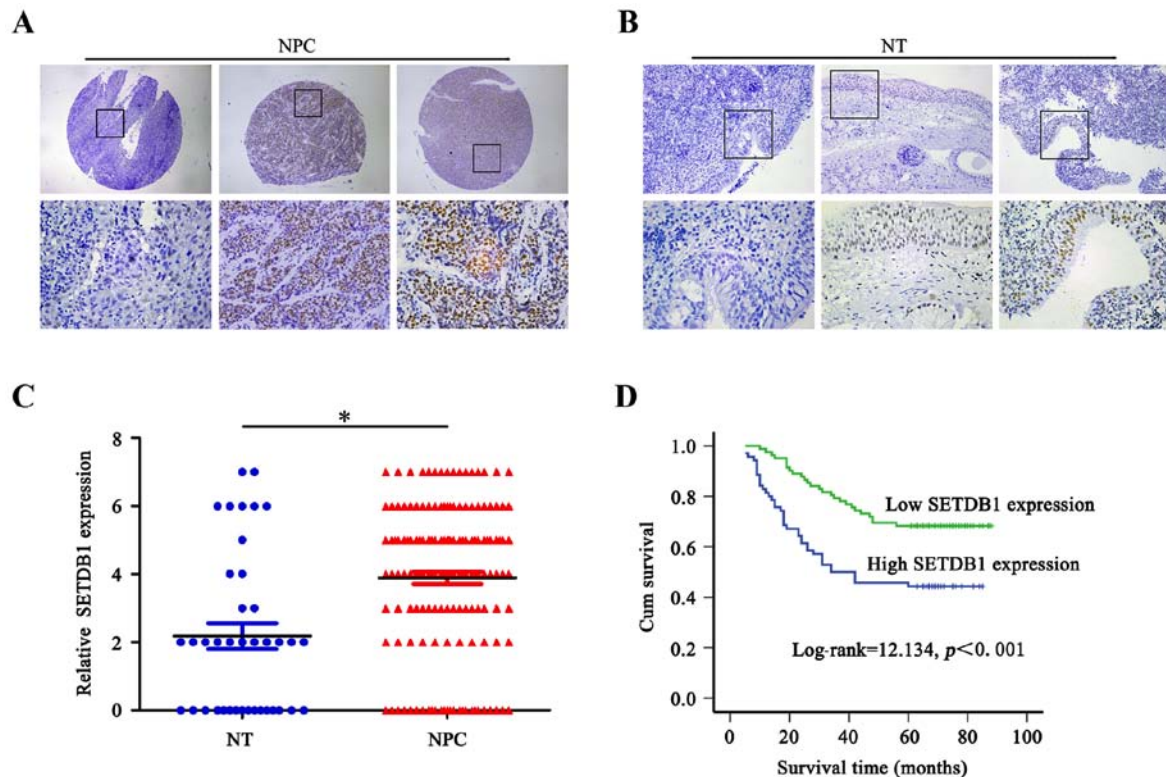 A
NPC
B
NT
C
*
Relative SETDB1 expression
8
6
4
2
0
NT
NPC
D
Cum survival
1.0
0.8
0.6
0.4
0.2
0.0
Low SETDB1 expression
High SETDB1 expression
Log-rank=12.134, p<0.001
0 20 40 60 80 100
Survival time (months)